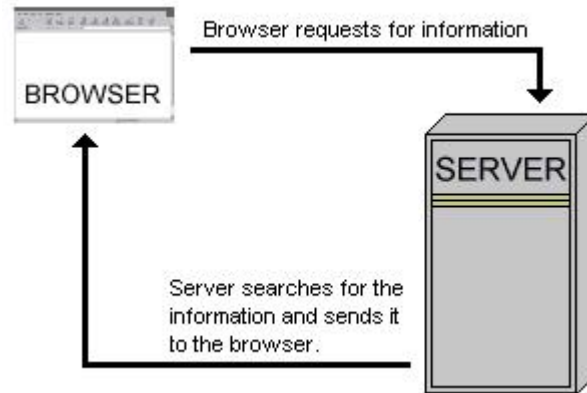 Browser requests for information
BROWSER
SERVER
Server searches for the
information and sends it
to the browser.